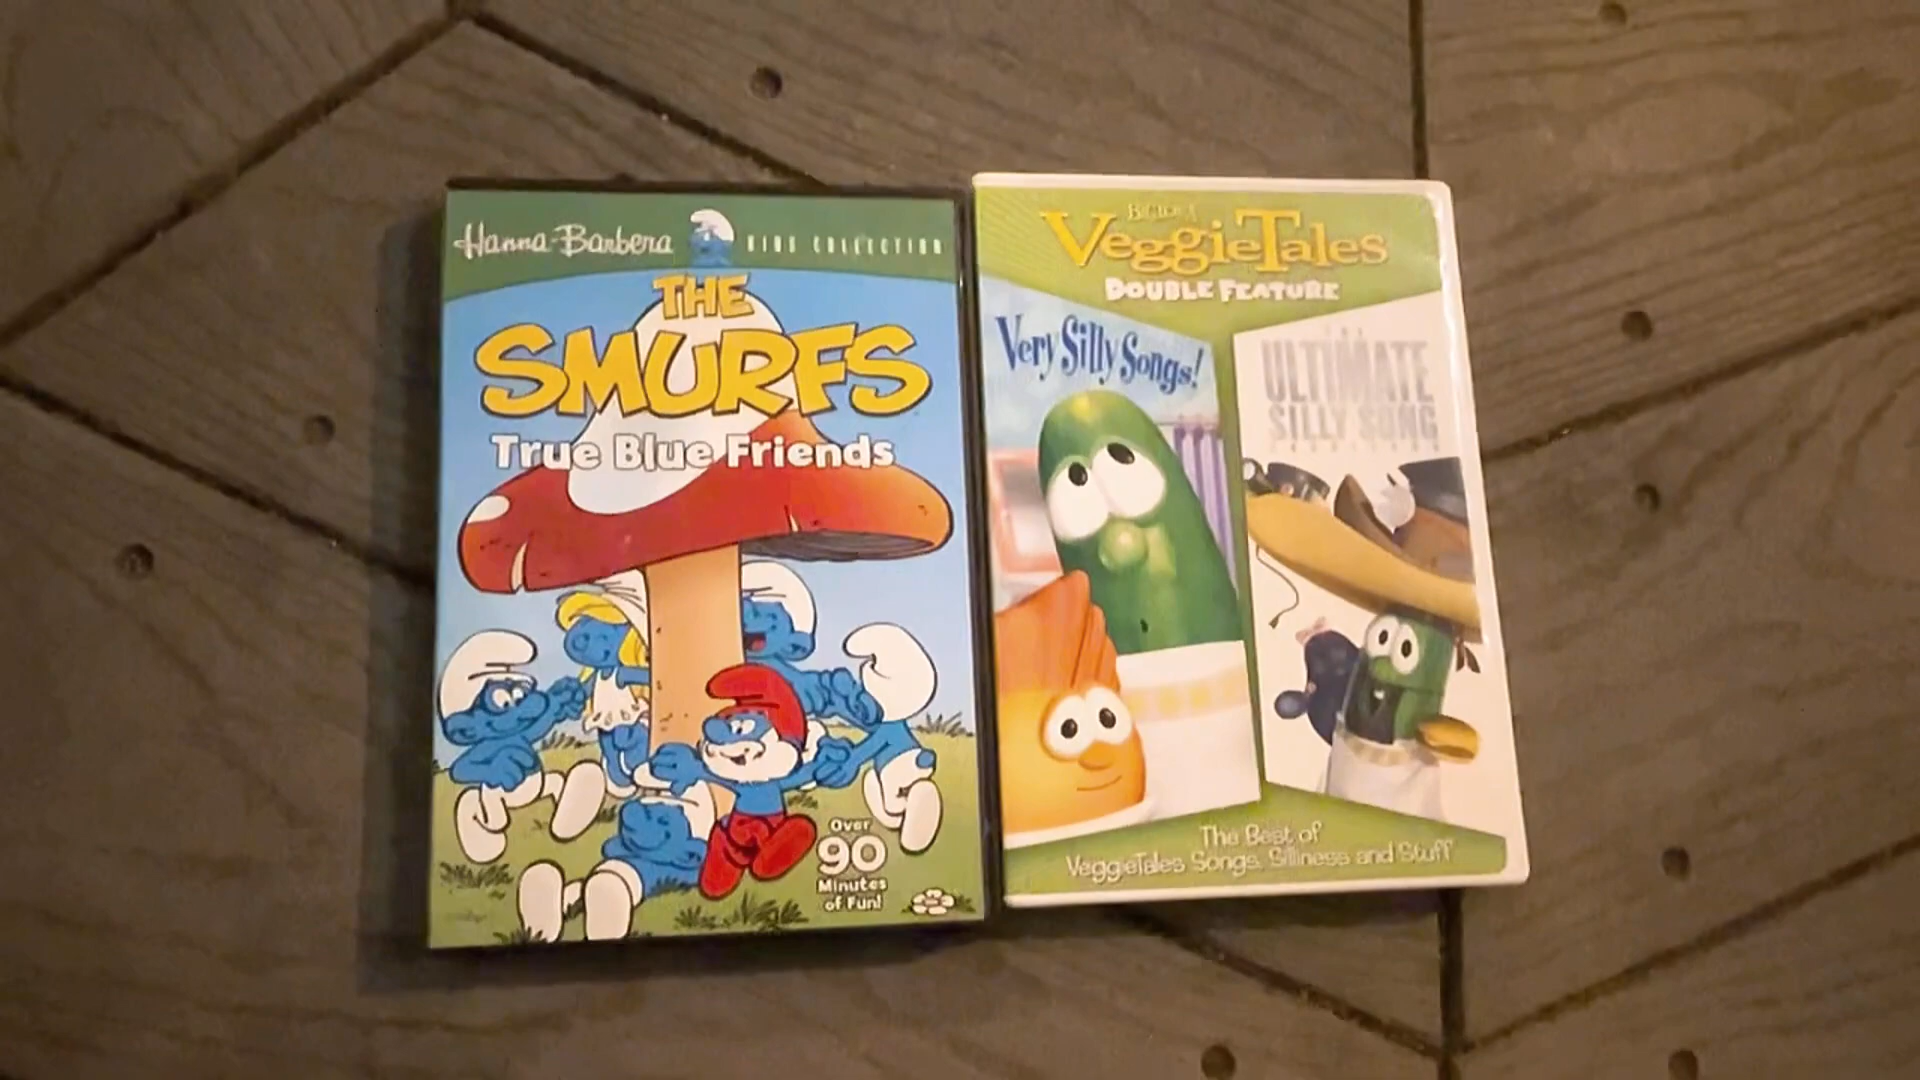 Hanna-Barbera KIDS COLLECTION
THE
SMURFS
True Blue Friends
Over
90
Minutes
of Fun!
VeggieTales
DOUBLE FEATURE
Very Silly Songs!
ULTIMATE
SILLY SONG
The Best of
VeggieTales Songs, Silliness and Stuff